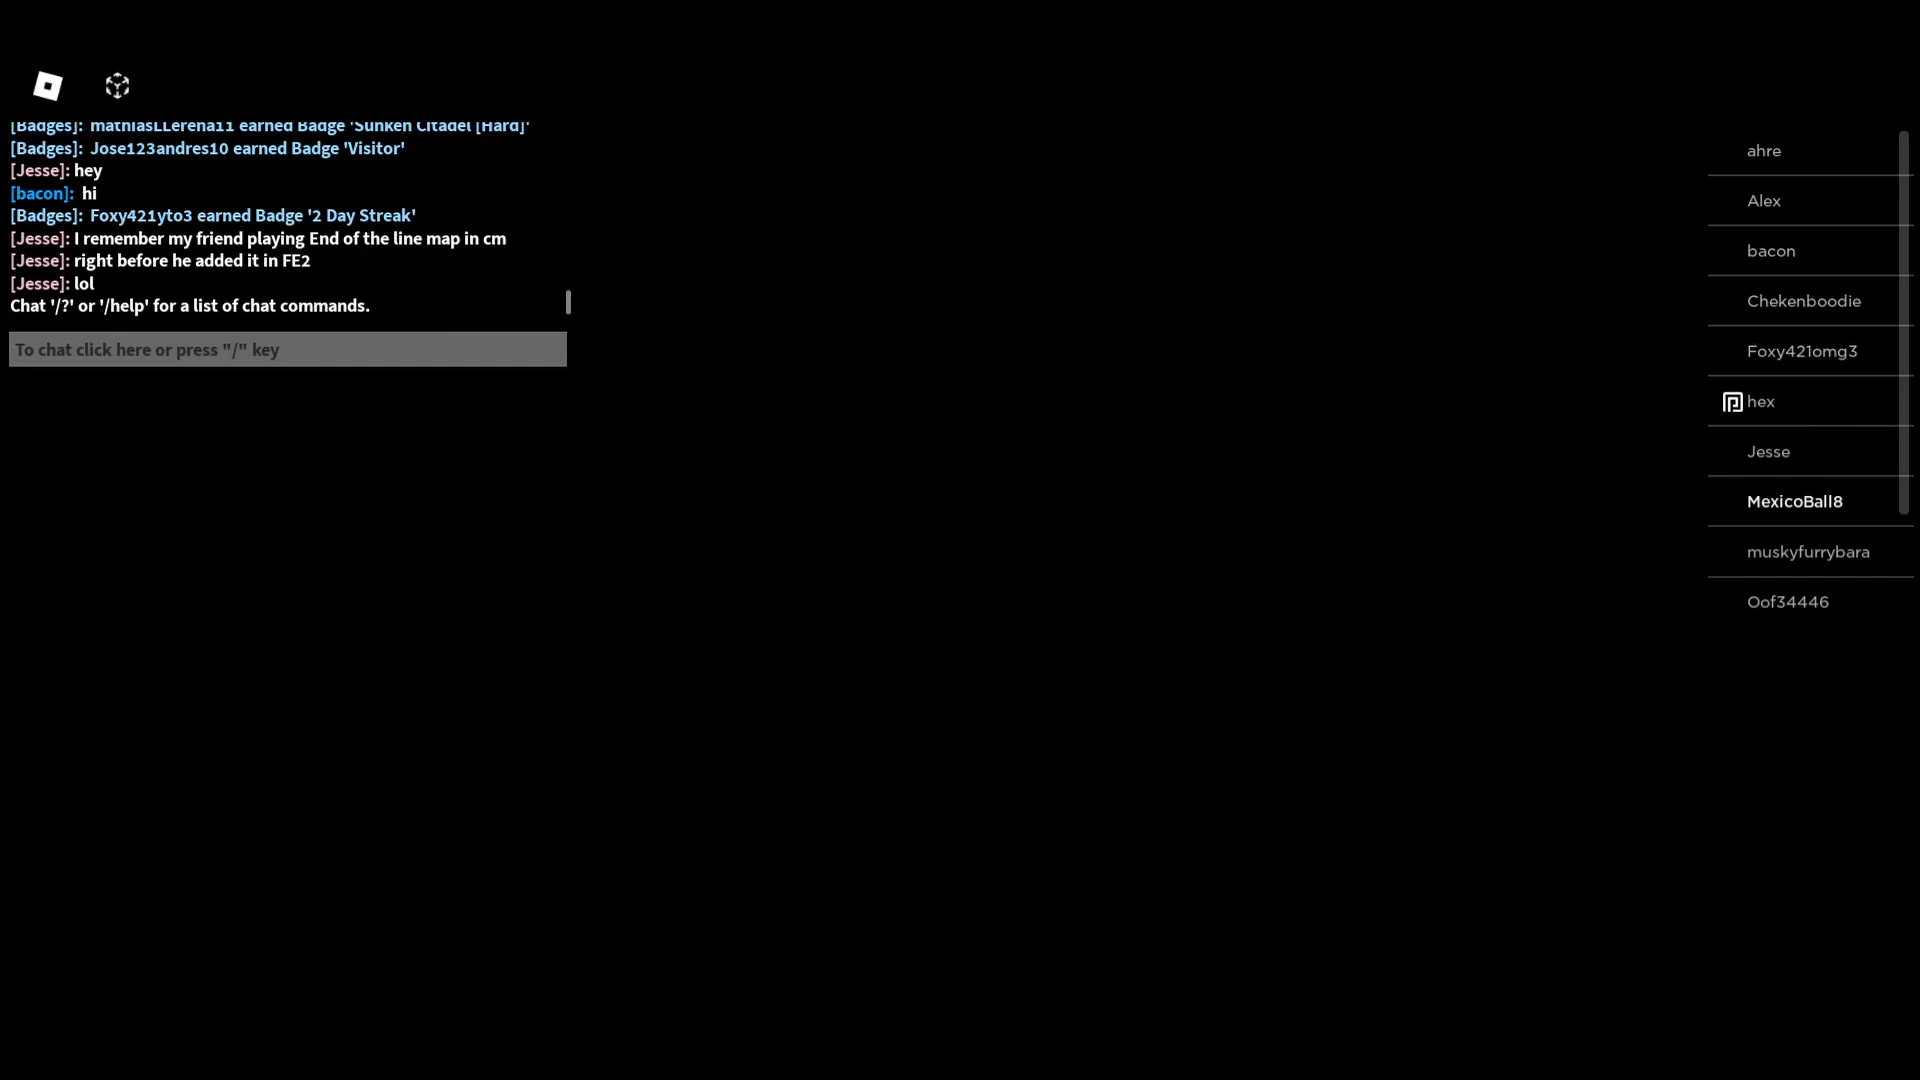 [Badges]: mathiasLLerena11 earned Badge 'Sunken Citadel [Hard]'
[Badges]: Jose123andres10 earned Badge 'Visitor'
[Jesse]: hey
[bacon]: hi
[Badges]: Foxy421yto3 earned Badge '2 Day Streak'
[Jesse]: I remember my friend playing End of the line map in cm
[Jesse]: right before he added it in FE2
[Jesse]: lol
Chat '/?' or '/help' for a list of chat commands.
To chat click here or press "/" key
ahre
Alex
bacon
Chekenboodie
Foxy421omg3
hex
Jesse
MexicoBall8
muskyfurrybara
Oof34446